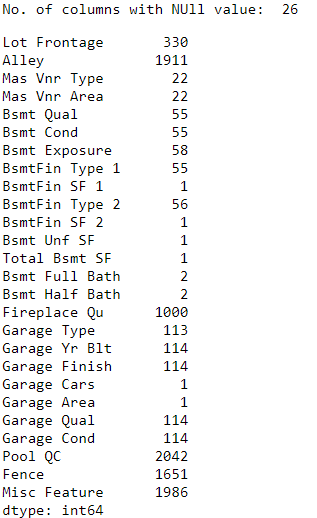 No. of columns with NUll value:  26
Lot Frontage       330
Alley             1911
Mas Vnr Type        22
Mas Vnr Area        22
Bsmt Qual           55
Bsmt Cond           55
Bsmt Exposure       58
BsmtFin Type 1      55
BsmtFin SF 1         1
BsmtFin Type 2      56
BsmtFin SF 2         1
Bsmt Unf SF          1
Total Bsmt SF        1
Bsmt Full Bath       2
Bsmt Half Bath       2
Fireplace Qu      1000
Garage Type        113
Garage Yr Blt      114
Garage Finish      114
Garage Cars          1
Garage Area          1
Garage Qual        114
Garage Cond        114
Pool QC           2042
Fence             1651
Misc Feature      1986
dtype: int64